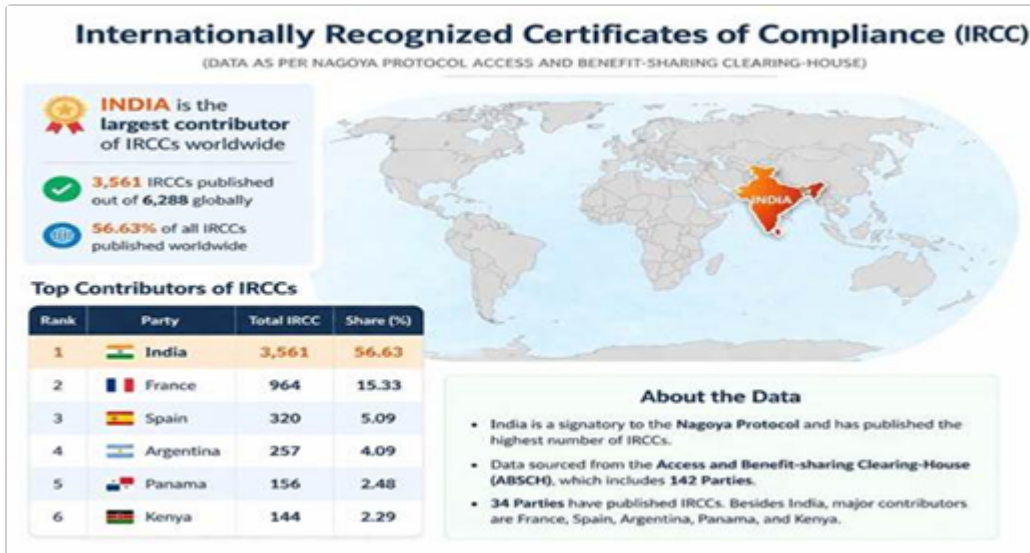 Internationally Recognized Certificates of Compliance (IRCC)
(DATA AS PER NAGOYA PROTOCOL ACCESS AND BENEFIT-SHARING CLEARING-HOUSE)
INDIA is the
largest contributor
of IRCCs worldwide
3,561 IRCCs published
out of 6,288 globally
56.63% of all IRCCs
published worldwide
INDIA
Top Contributors of IRCCs
Rank Party Total IRCC Share (%)
1 India 3,561 56.63
2 France 964 15.33
3 Spain 320 5.09
4 Argentina 257 4.09
5 Panama 156 2.48
6 Kenya 144 2.29
About the Data
• India is a signatory to the Nagoya Protocol and has published the
highest number of IRCCs.
• Data sourced from the Access and Benefit-sharing Clearing-House
(ABSCH), which includes 142 Parties.
• 34 Parties have published IRCCs. Besides India, major contributors
are France, Spain, Argentina, Panama, and Kenya.